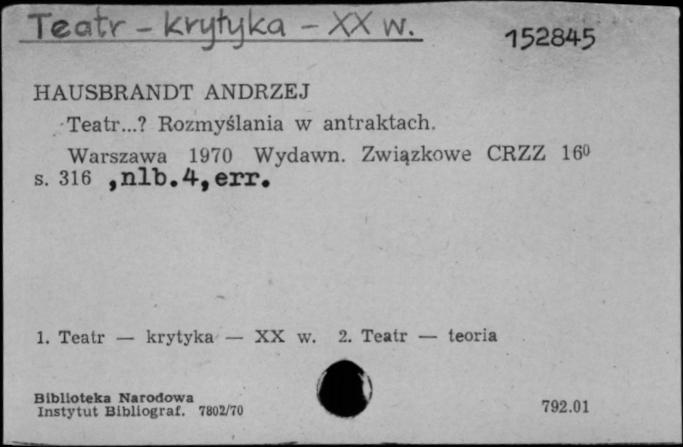 Teatr - krytyka - XX w.
152845
HAUSBRANDT ANDRZEJ
Teatr...? Rozmyślania w antraktach.
Warszawa 1970 Wydawn. Związkowe CRZZ 16º
s. 316 ,nlb.4,err.
1. Teatr — krytyka — XX w. 2. Teatr — teoria
Biblioteka Narodowa
Instytut Bibliograf. 7802/70
792.01